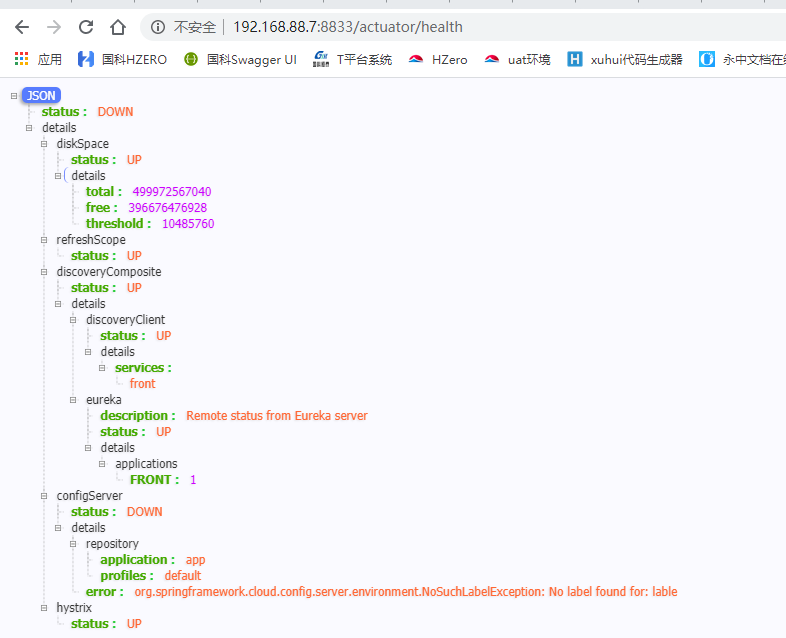 不安全 192.168.88.7:8833/actuator/health
应用 国科HZERO 国科Swagger UI T平台系统 HZero uat环境 xuhui代码生成器 永中文档在线
JSON
status : DOWN
details
diskSpace
status : UP
details
total : 499972567040
free : 396676476928
threshold : 10485760
refreshScope
status : UP
discoveryComposite
status : UP
details
discoveryClient
status : UP
details
services :
front
eureka
description : Remote status from Eureka server
status : UP
details
applications
FRONT : 1
configServer
status : DOWN
details
repository
application : app
profiles : default
error : org.springframework.cloud.config.server.environment.NoSuchLabelException: No label found for: lable
hystrix
status : UP